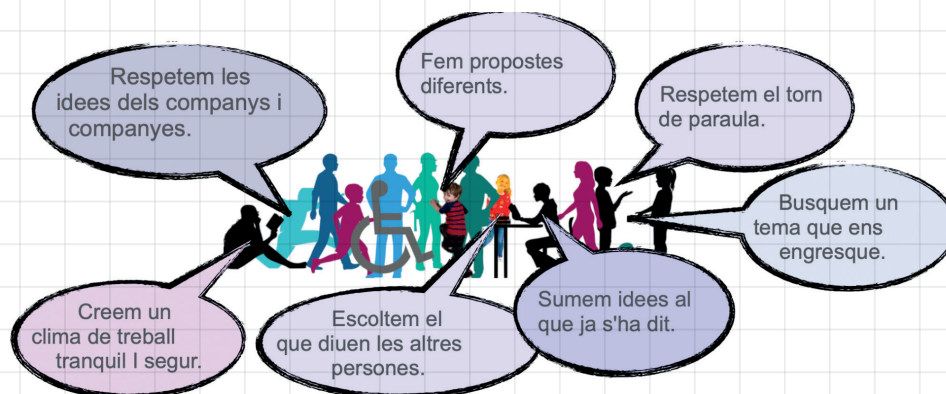 Respetem les
idees dels companys i
companyes.
Fem propostes
diferents.
Respetem el torn
de paraula.
Busquem un
tema que ens
engresque.
Creem un
clima de treball
tranquil I segur.
Escoltem el
que diuen les altres
persones.
Sumem idees al
que ja s'ha dit.